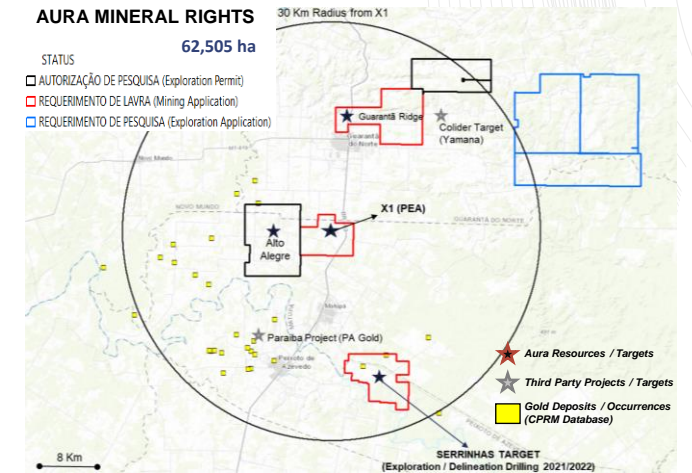 AURA MINERAL RIGHTS
62,505 ha
STATUS
AUTORIZAÇÃO DE PESQUISA (Exploration Permit)
REQUERIMENTO DE LAVRA (Mining Application)
REQUERIMENTO DE PESQUISA (Exploration Application)
30 Km Radius from X1
Guarantã Ridge
Colider Target
(Yamana)
Guarantã
do Norte
Novo Mundo
NOVO MUNDO
X1 (PEA)
GUARANTÃ DO NORTE
Alto
Alegre
Matupá
Paraiba Project (PA Gold)
Peixoto de
Azevedo
Aura Resources / Targets
Third Party Projects / Targets
Gold Deposits / Occurrences
(CPRM Database)
SERRINHAS TARGET
(Exploration / Delineation Drilling 2021/2022)
8 Km